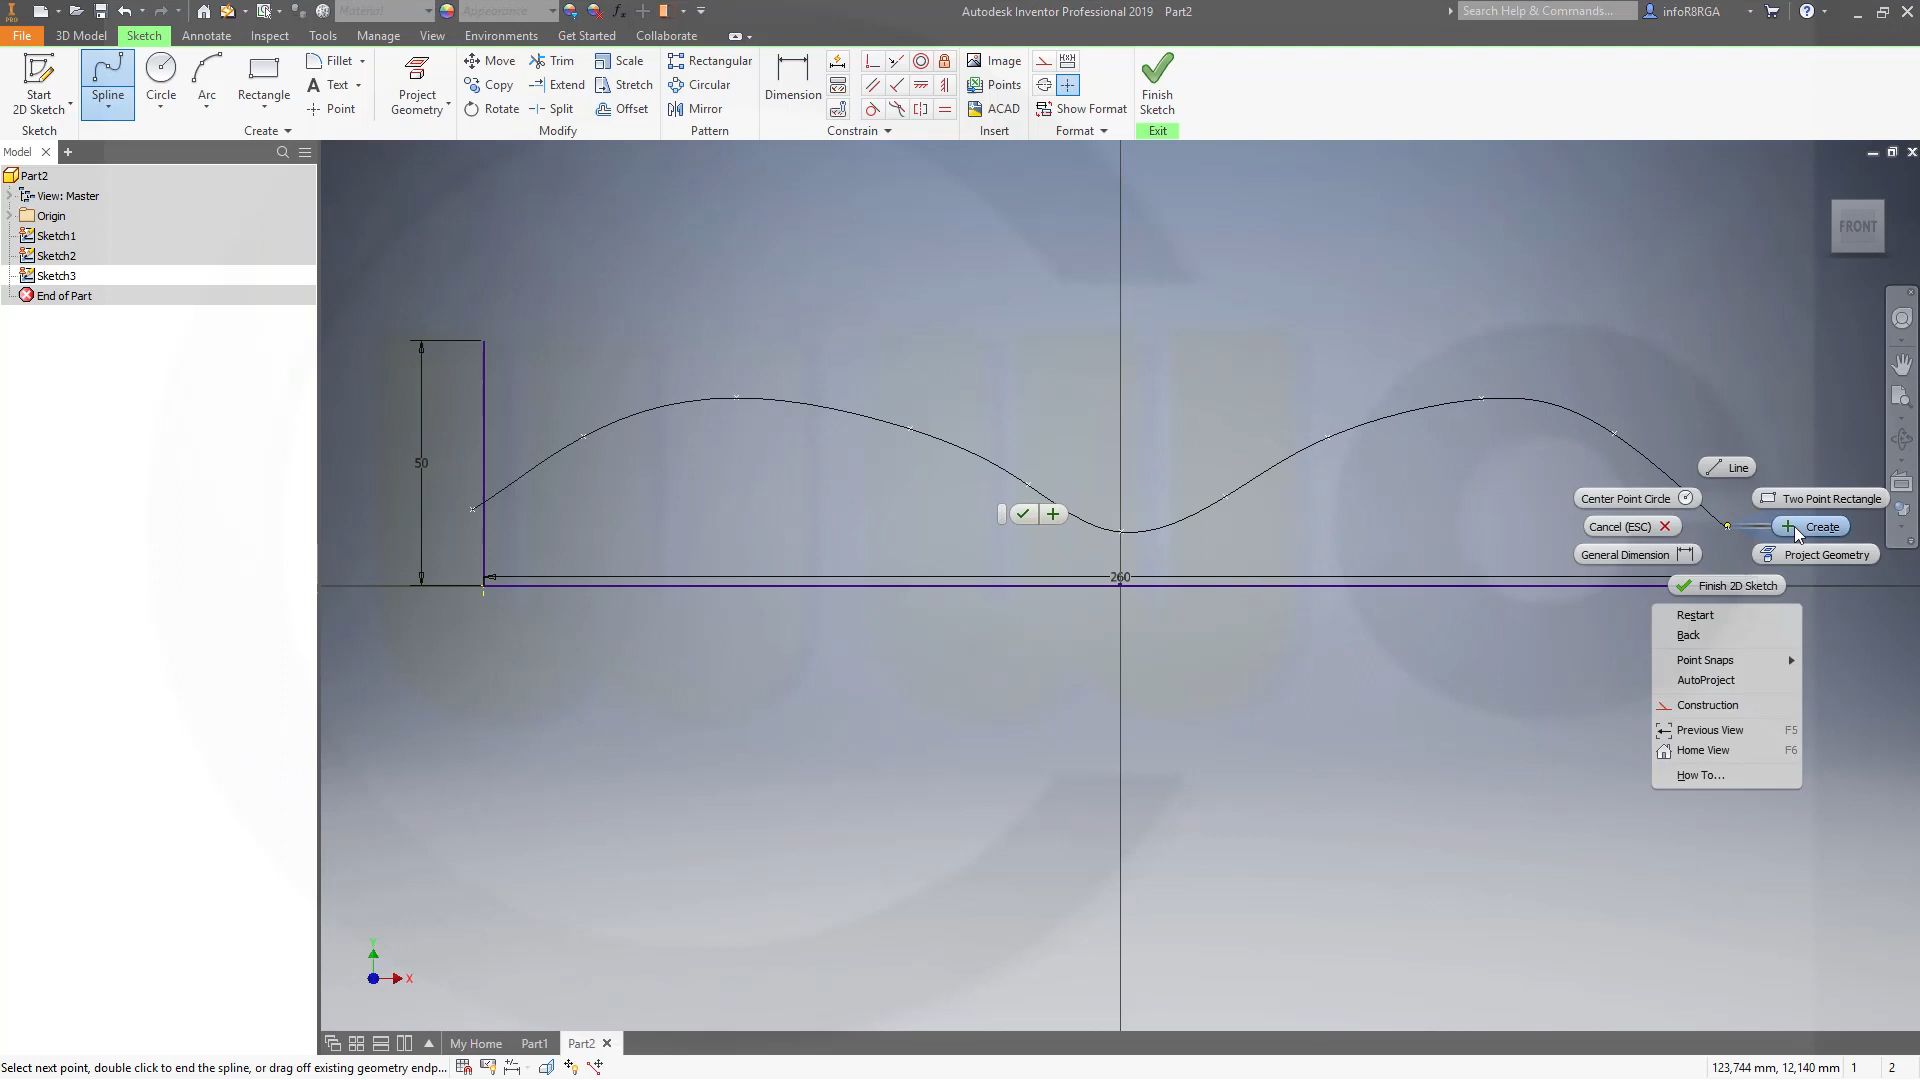 PRO
Material
Appearance
Autodesk Inventor Professional 2019 Part2
Search Help & Commands...
infoR8RGA
File 3D Model Sketch Annotate Inspect Tools Manage View Environments Get Started Collaborate
Start 2D Sketch
Spline
Circle
Arc
Rectangle
Fillet
Text
Point
Project Geometry
Move
Copy
Rotate
Trim
Extend
Split
Scale
Stretch
Offset
Rectangular
Circular
Mirror
Dimension
Image
Points
ACAD
Show Format
Finish Sketch
Sketch Create Modify Pattern Constrain Insert Format Exit
Model
Part2
View: Master
Origin
Sketch1
Sketch2
Sketch3
End of Part
FRONT
50
260
Line
Center Point Circle
Two Point Rectangle
Cancel (ESC)
Create
General Dimension
Project Geometry
Finish 2D Sketch
Restart
Back
Point Snaps
AutoProject
Construction
Previous View F5
Home View F6
How To...
Y
X
My Home Part1 Part2
Select next point, double click to end the spline, or drag off existing geometry endp...
123,744 mm, 12,140 mm 1 2